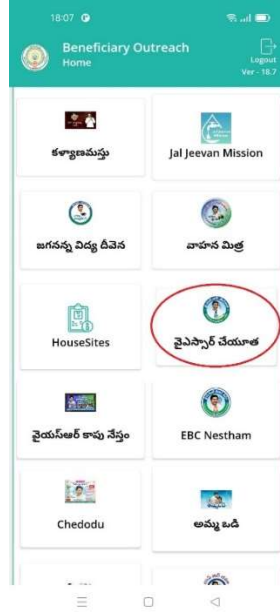 18:07
Beneficiary Outreach
Home
Logout
Ver - 18.7
కళ్యాణమస్తు
Jal Jeevan Mission
జగనన్న విద్య దీవెన
వాహన మిత్ర
HouseSites
వైఎస్సార్ చేయూత
వైయస్ఆర్ కాపు నేస్తం
EBC Nestham
Chedodu
అమ్మ ఒడి